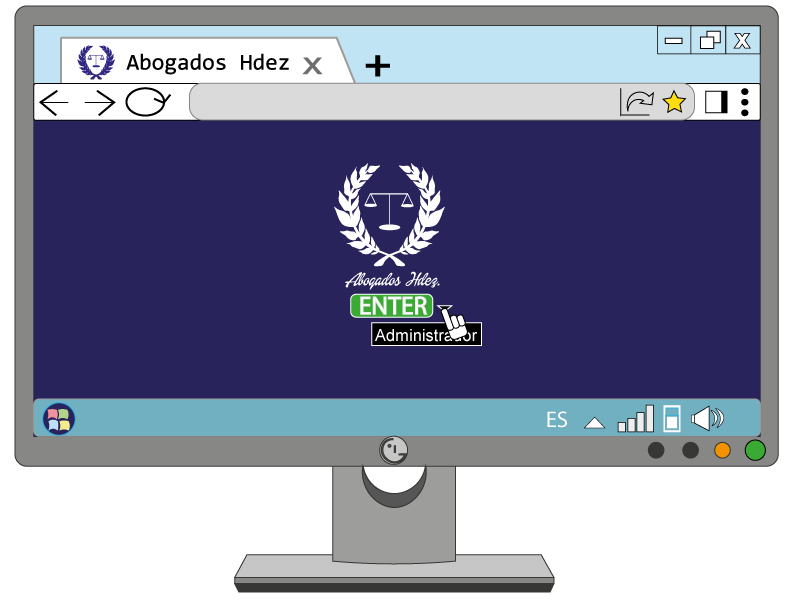 Abogados Hdez X
X
Abogados Hdez.
ENTER
Administrador
ES